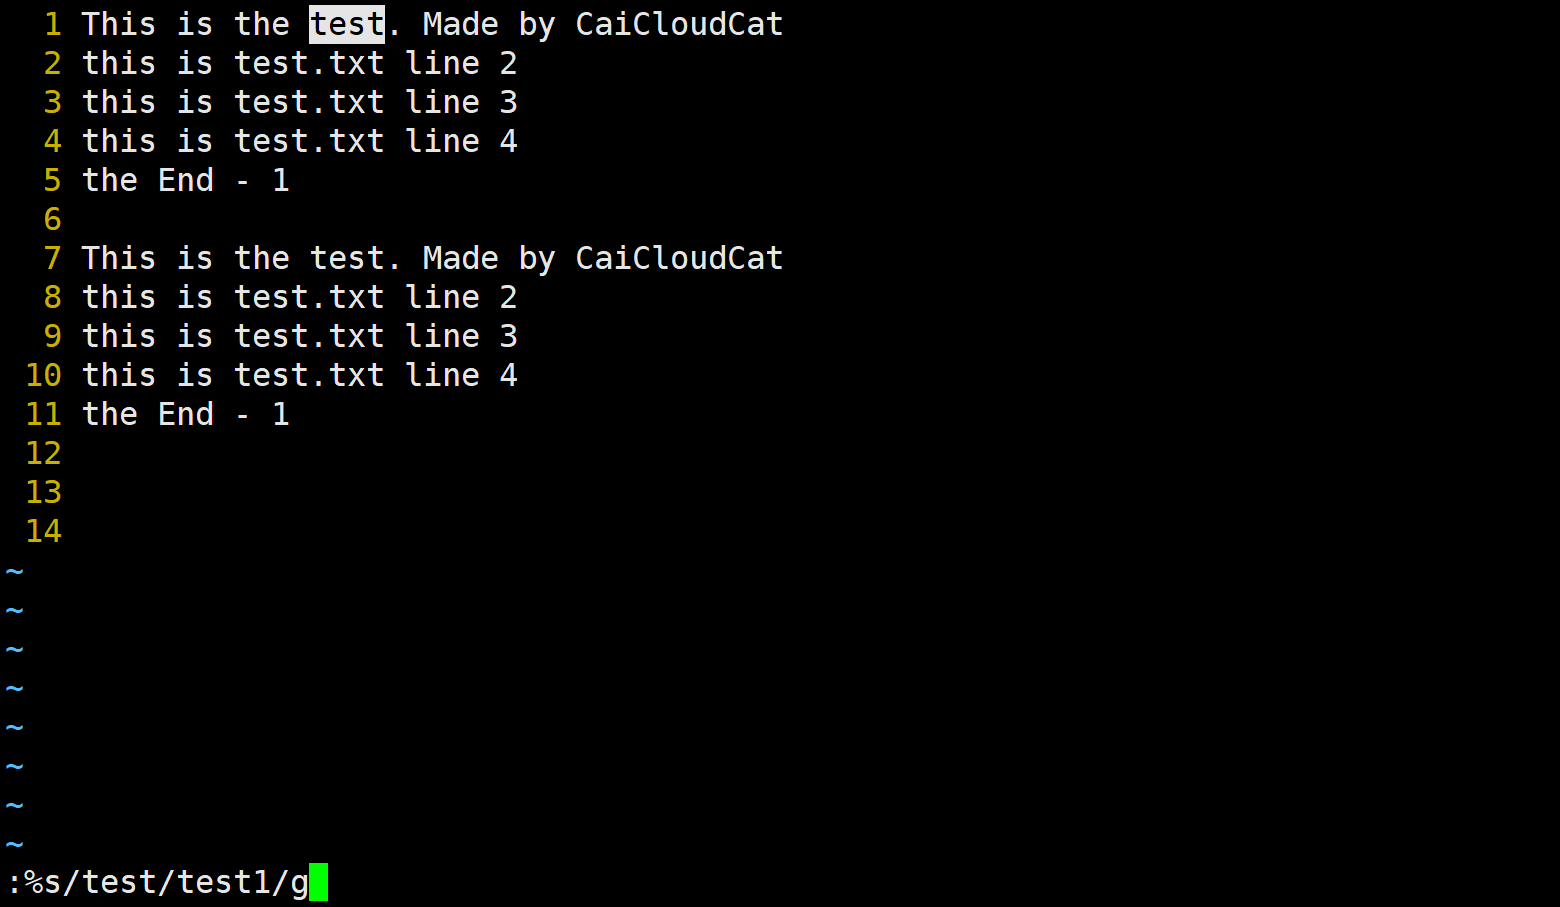 1 This is the test. Made by CaiCloudCat
2 this is test.txt line 2
3 this is test.txt line 3
4 this is test.txt line 4
5 the End - 1
6
7 This is the test. Made by CaiCloudCat
8 this is test.txt line 2
9 this is test.txt line 3
10 this is test.txt line 4
11 the End - 1
12
13
14
~
~
~
~
~
~
~
~
:%s/test/test1/g